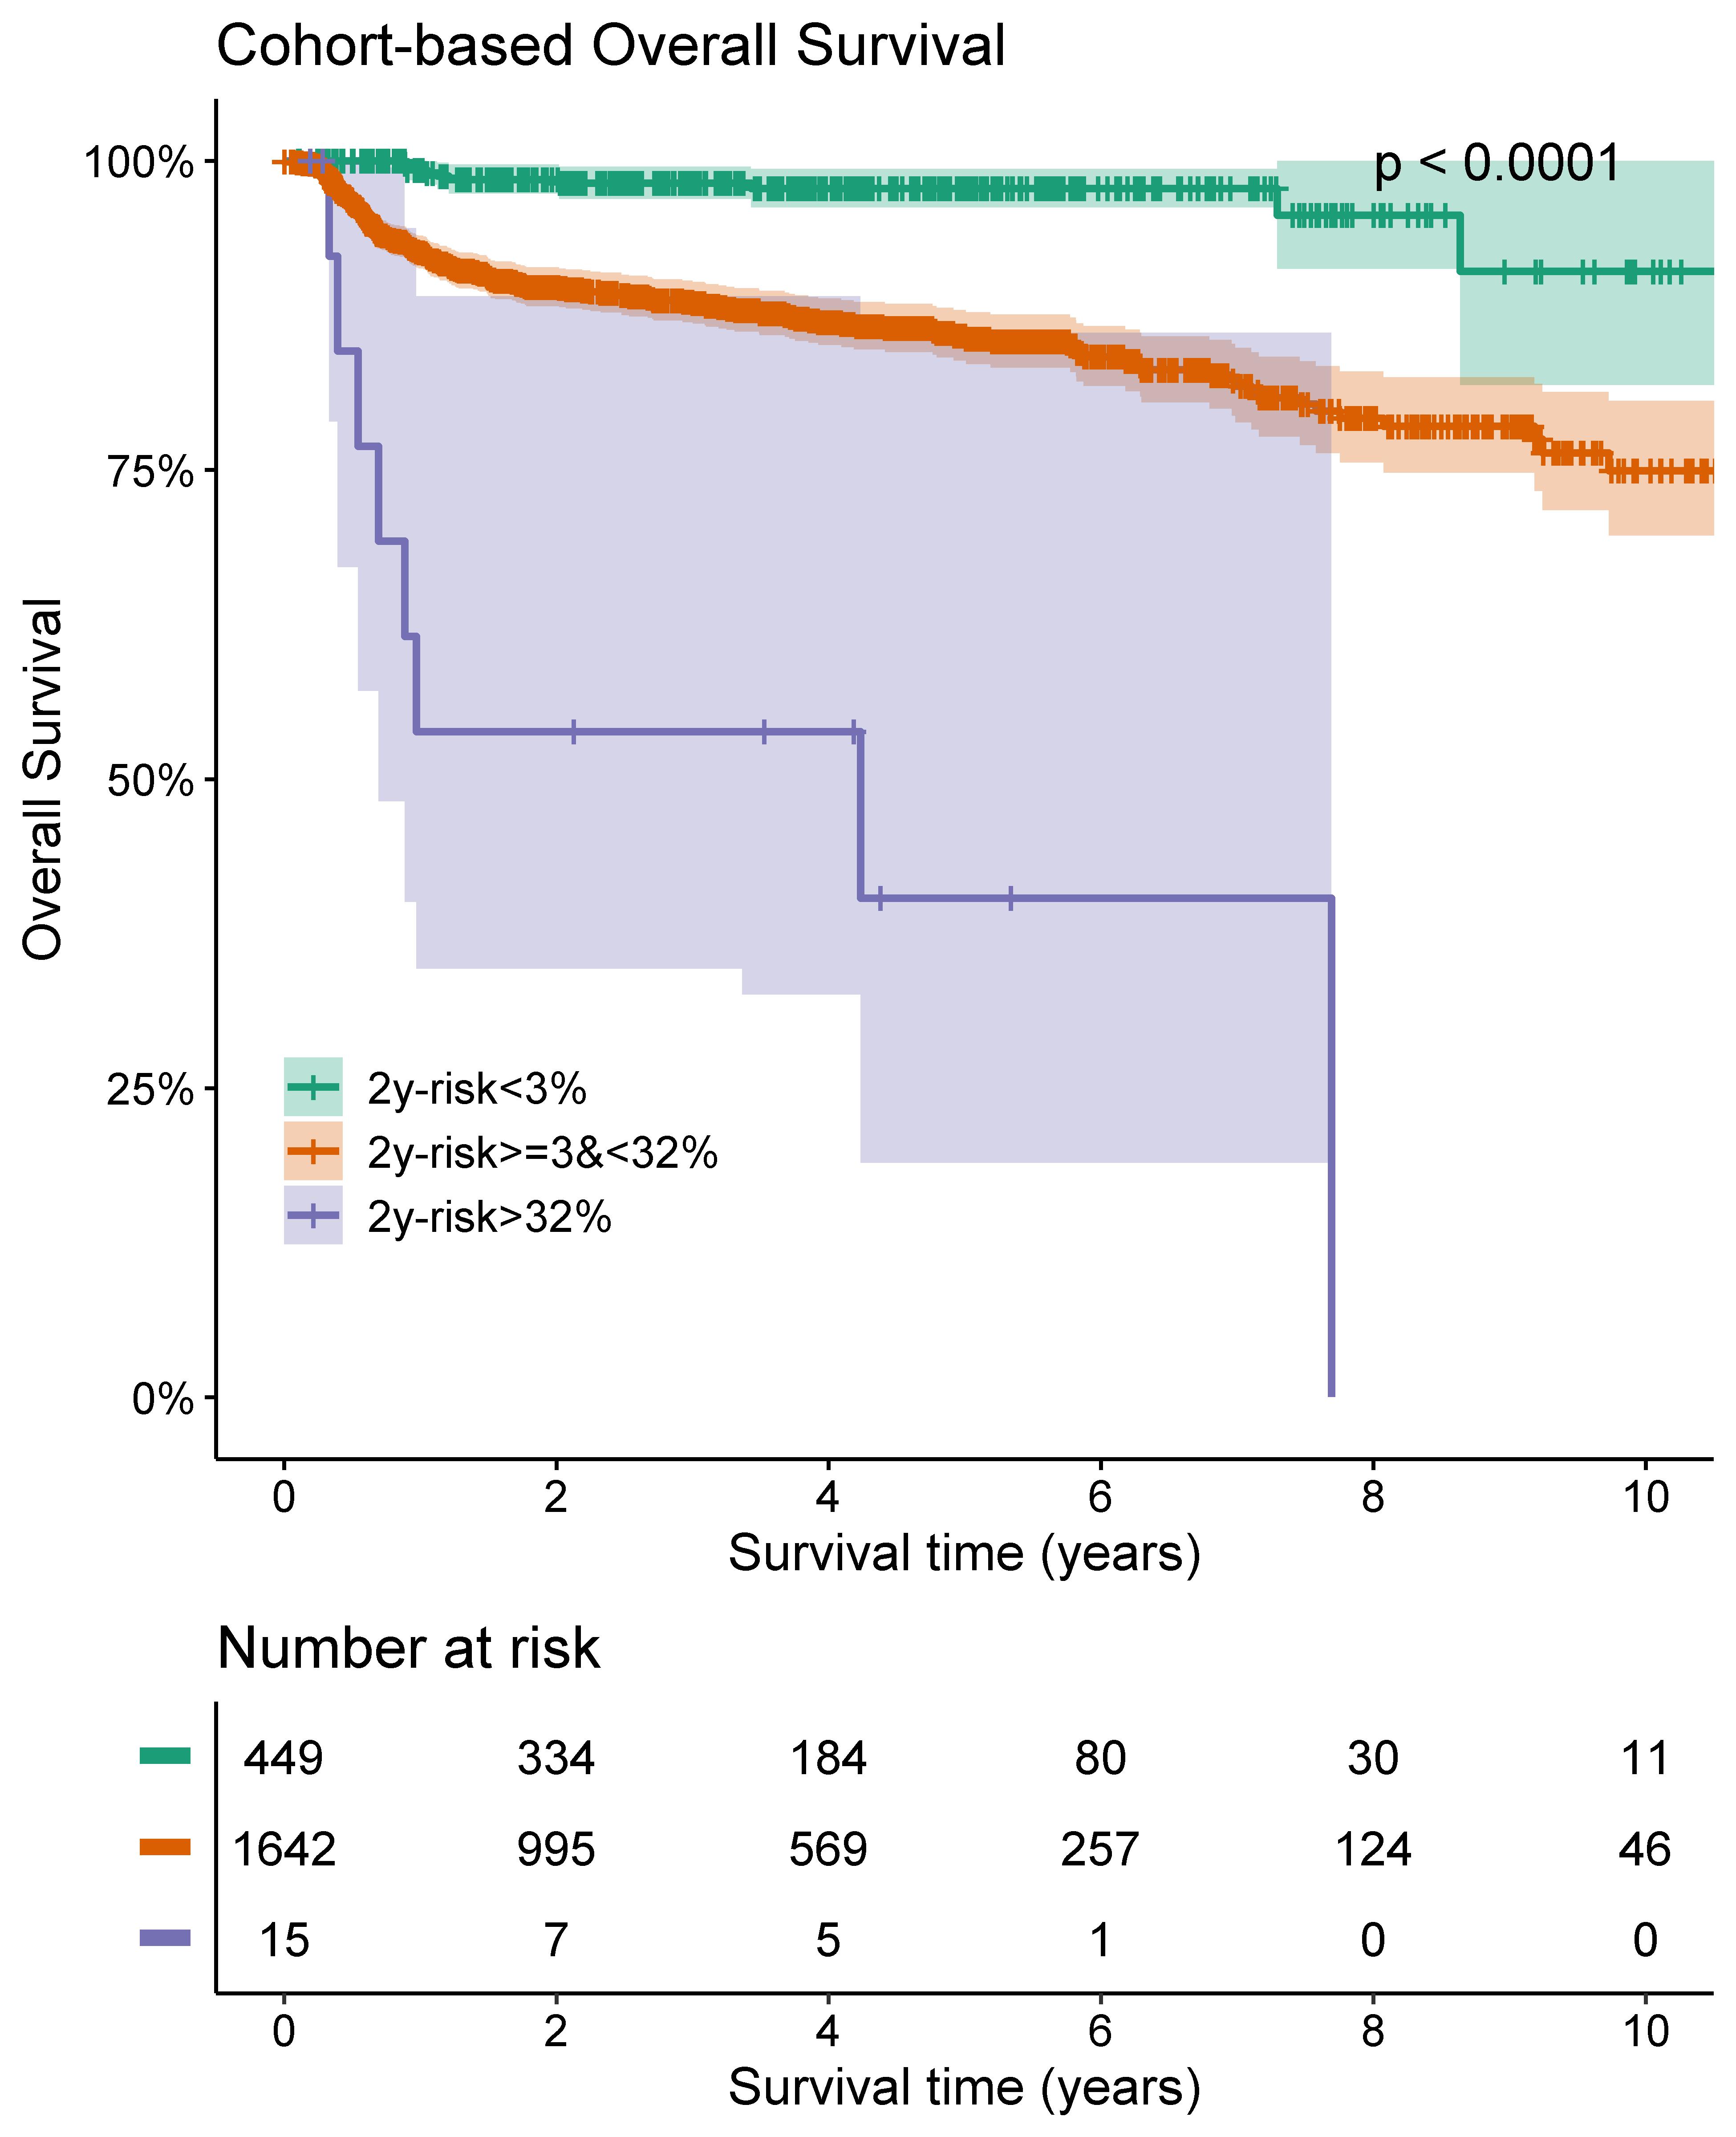 Cohort-based Overall Survival
p < 0.0001
100%
75%
50%
25%
0%
Overall Survival
2y-risk<3%
2y-risk>=3&<32%
2y-risk>32%
0 2 4 6 8 10
Survival time (years)
Number at risk
449 334 184 80 30 11
1642 995 569 257 124 46
15 7 5 1 0 0
0 2 4 6 8 10
Survival time (years)